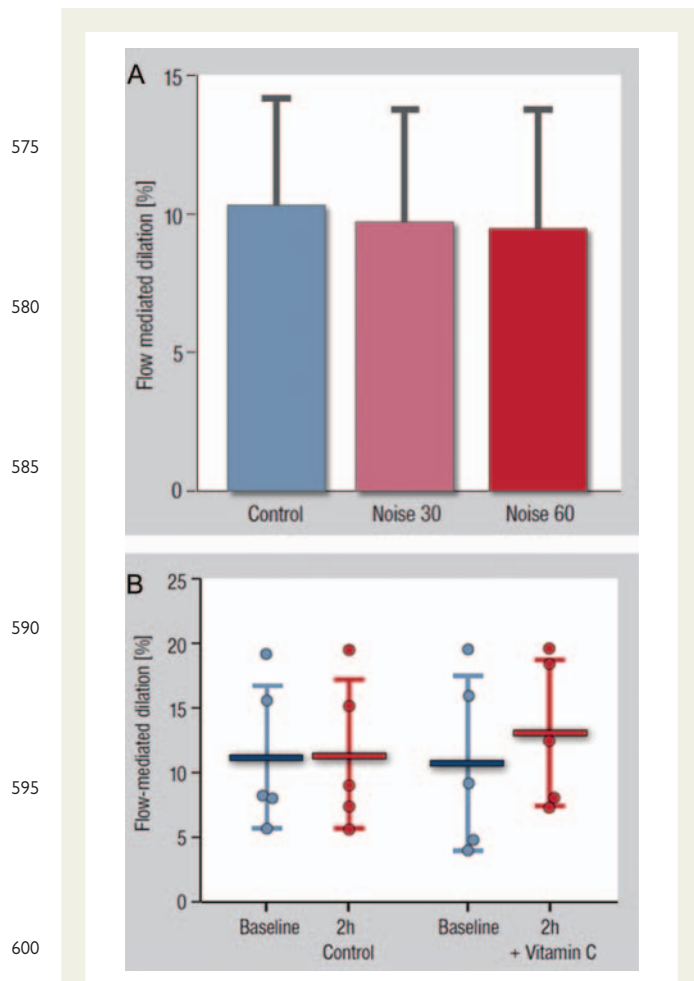 575
580
585
590
595
600
A
Flow mediated dilation [%]
15
10
5
0
Control Noise 30 Noise 60
B
Flow-mediated dilation [%]
25
20
15
10
5
0
Baseline 2h Baseline 2h
Control + Vitamin C